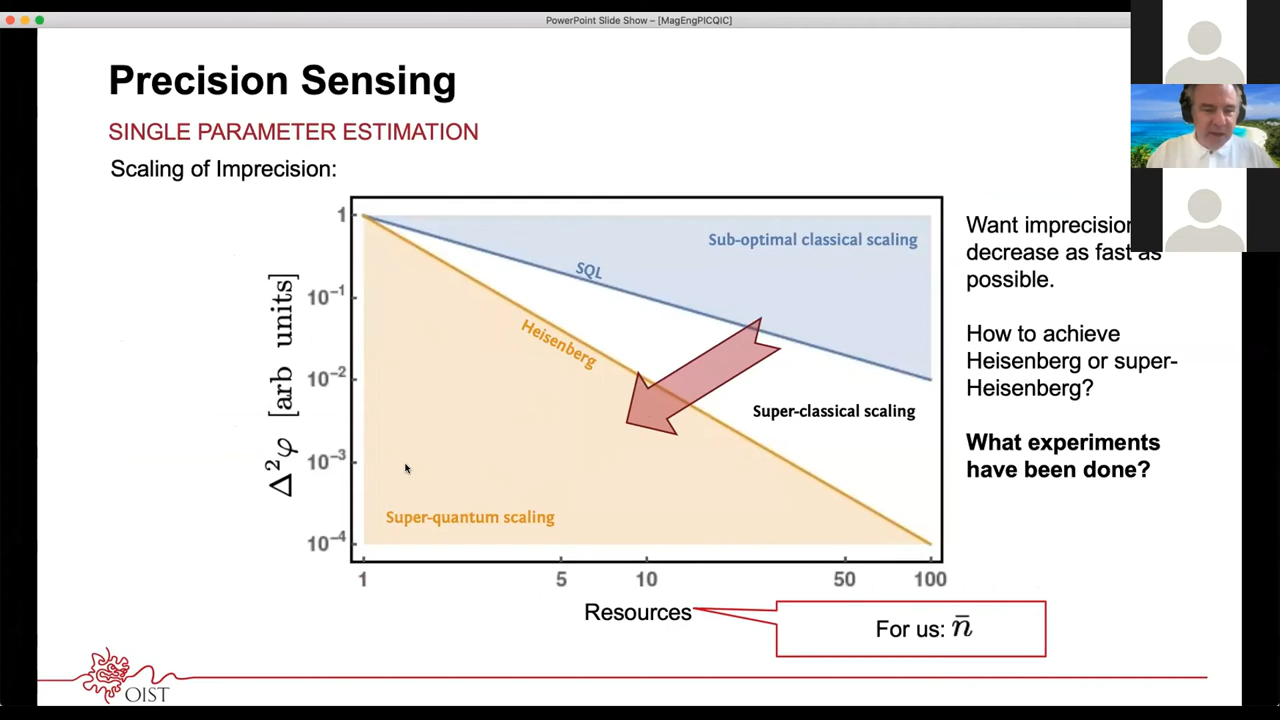 PowerPoint Slide Show – [MagEngPICQIC]
Precision Sensing
SINGLE PARAMETER ESTIMATION
Scaling of Imprecision:
Δ²φ [arb units]
1
10⁻¹
10⁻²
10⁻³
10⁻⁴
Sub-optimal classical scaling
SQL
Heisenberg
Super-classical scaling
Super-quantum scaling
1 5 10 50 100
Resources
For us: n̄
Want imprecision
decrease as fast as
possible.
How to achieve
Heisenberg or super-
Heisenberg?
What experiments
have been done?
OIST